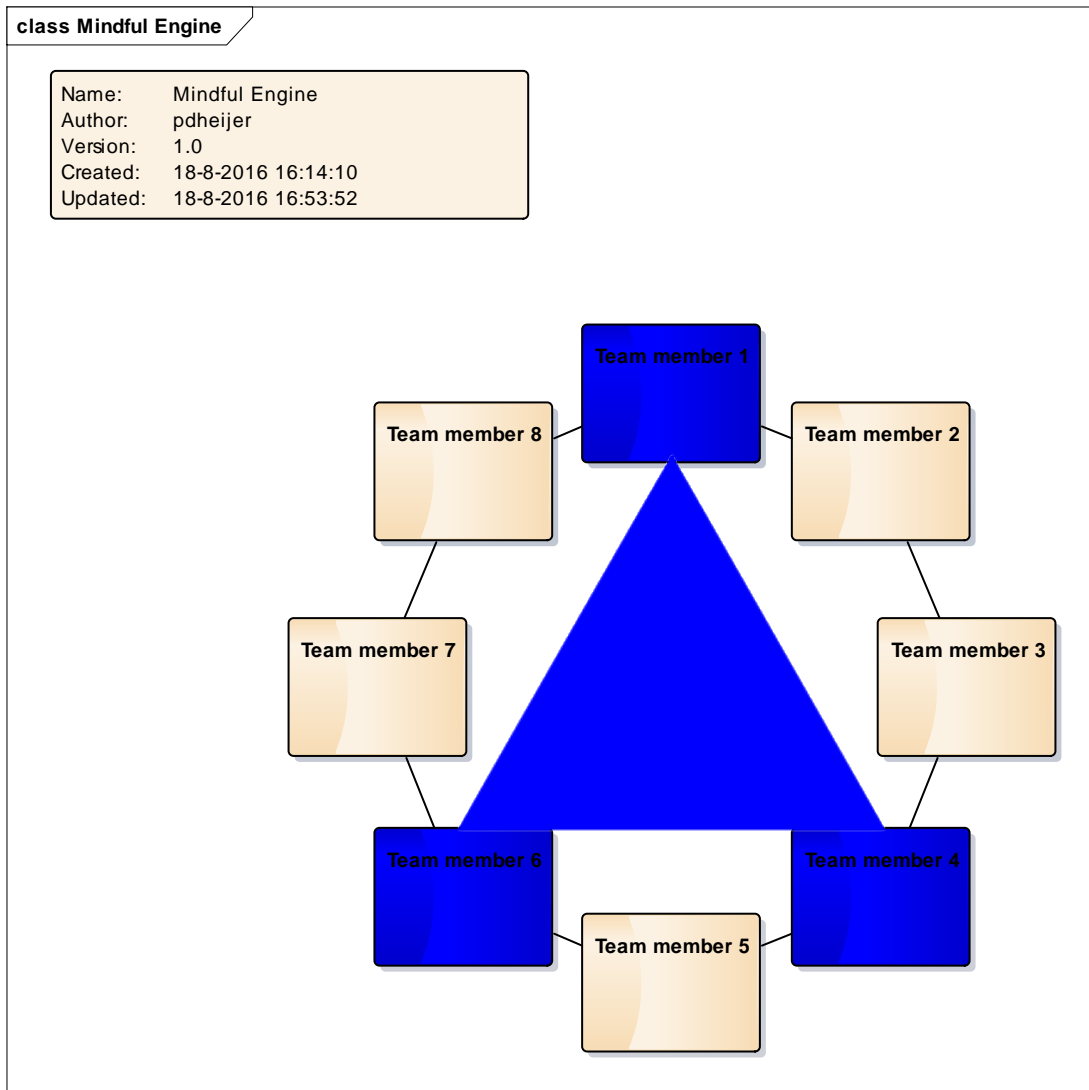 class Mindful Engine
Name: Mindful Engine
Author: pdheijer
Version: 1.0
Created: 18-8-2016 16:14:10
Updated: 18-8-2016 16:53:52
Team member 1
Team member 8
Team member 2
Team member 7
Team member 3
Team member 6
Team member 4
Team member 5